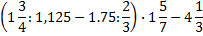 (1 3/4 : 1,125 − 1.75: 2/3) · 1 5/7 − 4 1/3